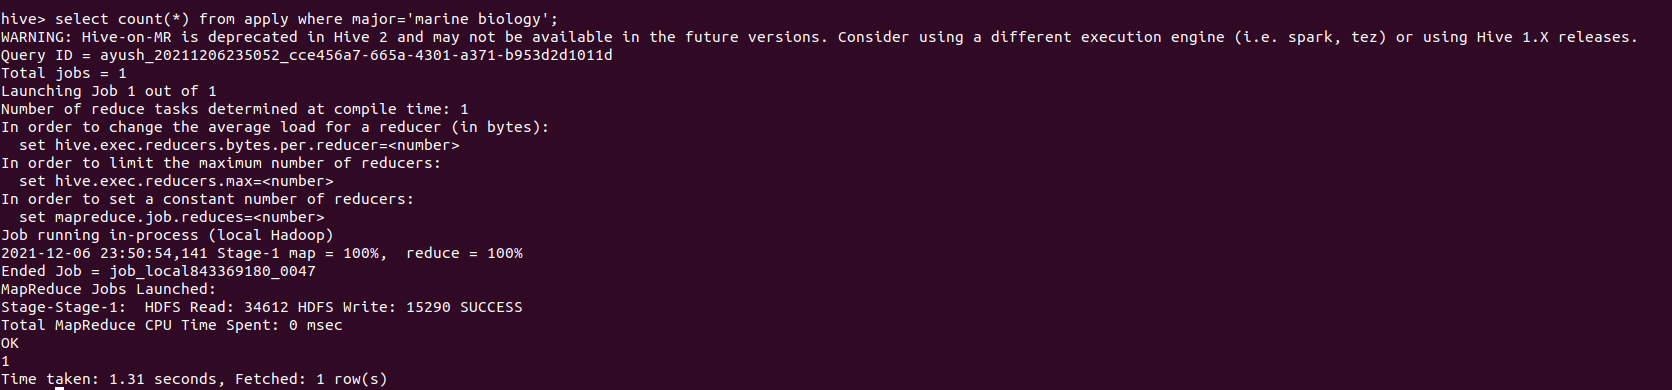 hive> select count(*) from apply where major='marine biology';
WARNING: Hive-on-MR is deprecated in Hive 2 and may not be available in the future versions. Consider using a different execution engine (i.e. spark, tez) or using Hive 1.X releases.
Query ID = ayush_20211206235052_cce456a7-665a-4301-a371-b953d2d1011d
Total jobs = 1
Launching Job 1 out of 1
Number of reduce tasks determined at compile time: 1
In order to change the average load for a reducer (in bytes):
  set hive.exec.reducers.bytes.per.reducer=<number>
In order to limit the maximum number of reducers:
  set hive.exec.reducers.max=<number>
In order to set a constant number of reducers:
  set mapreduce.job.reduces=<number>
Job running in-process (local Hadoop)
2021-12-06 23:50:54,141 Stage-1 map = 100%,  reduce = 100%
Ended Job = job_local843369180_0047
MapReduce Jobs Launched:
Stage-Stage-1:  HDFS Read: 34612 HDFS Write: 15290 SUCCESS
Total MapReduce CPU Time Spent: 0 msec
OK
1
Time taken: 1.31 seconds, Fetched: 1 row(s)